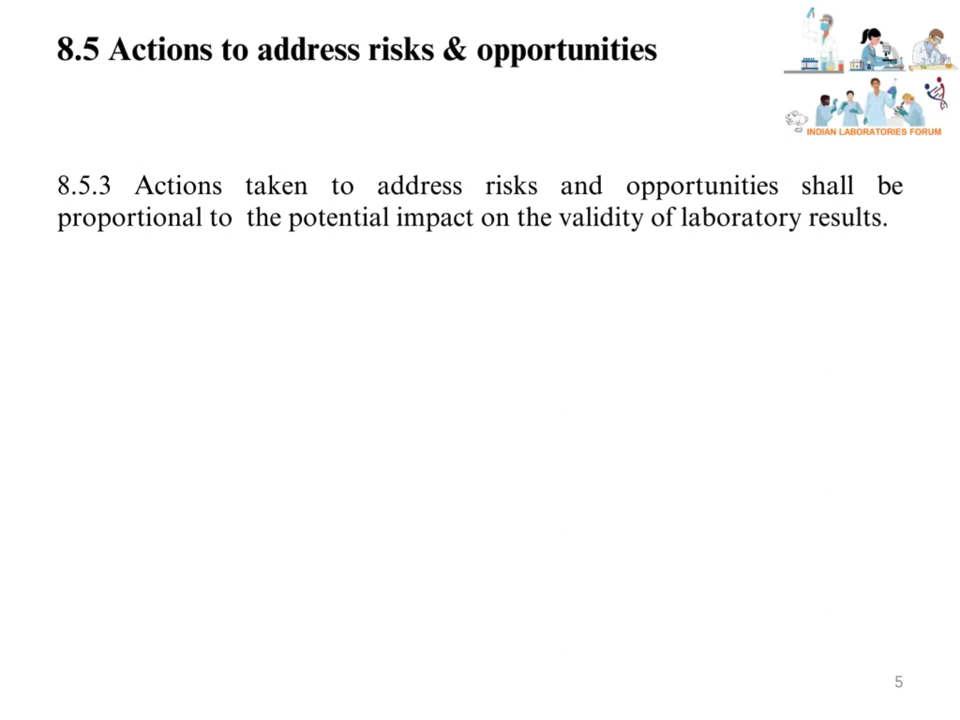 8.5 Actions to address risks & opportunities
INDIAN LABORATORIES FORUM
8.5.3 Actions taken to address risks and opportunities shall be
proportional to the potential impact on the validity of laboratory results.
5